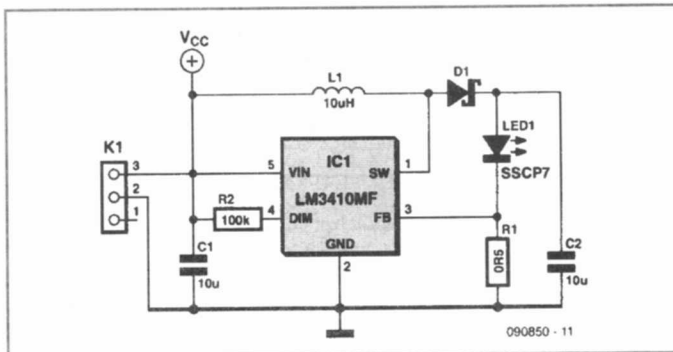 VCC
L1
10uH
D1
LED1
SSCP7
K1
3
2
1
IC1
LM3410MF
5
VIN
SW
1
R2
100k
4
DIM
FB
3
GND
2
C1
10u
R1
0R5
C2
10u
090850 - 11